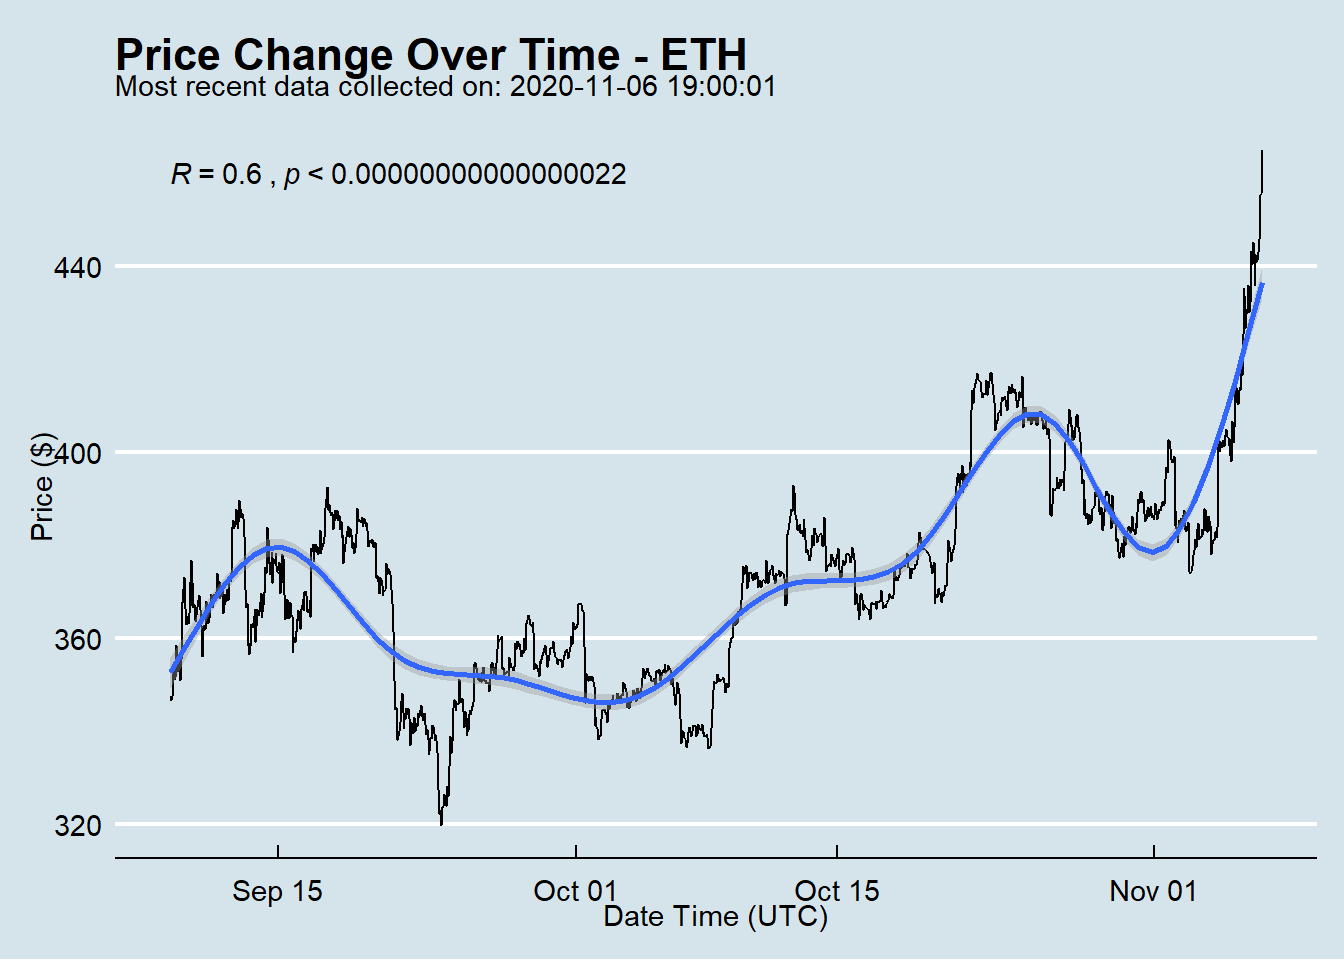 Price Change Over Time - ETH
Most recent data collected on: 2020-11-06 19:00:01
R = 0.6 , p < 0.00000000000000022
440
400
360
320
Price ($)
Sep 15 Oct 01 Oct 15 Nov 01
Date Time (UTC)